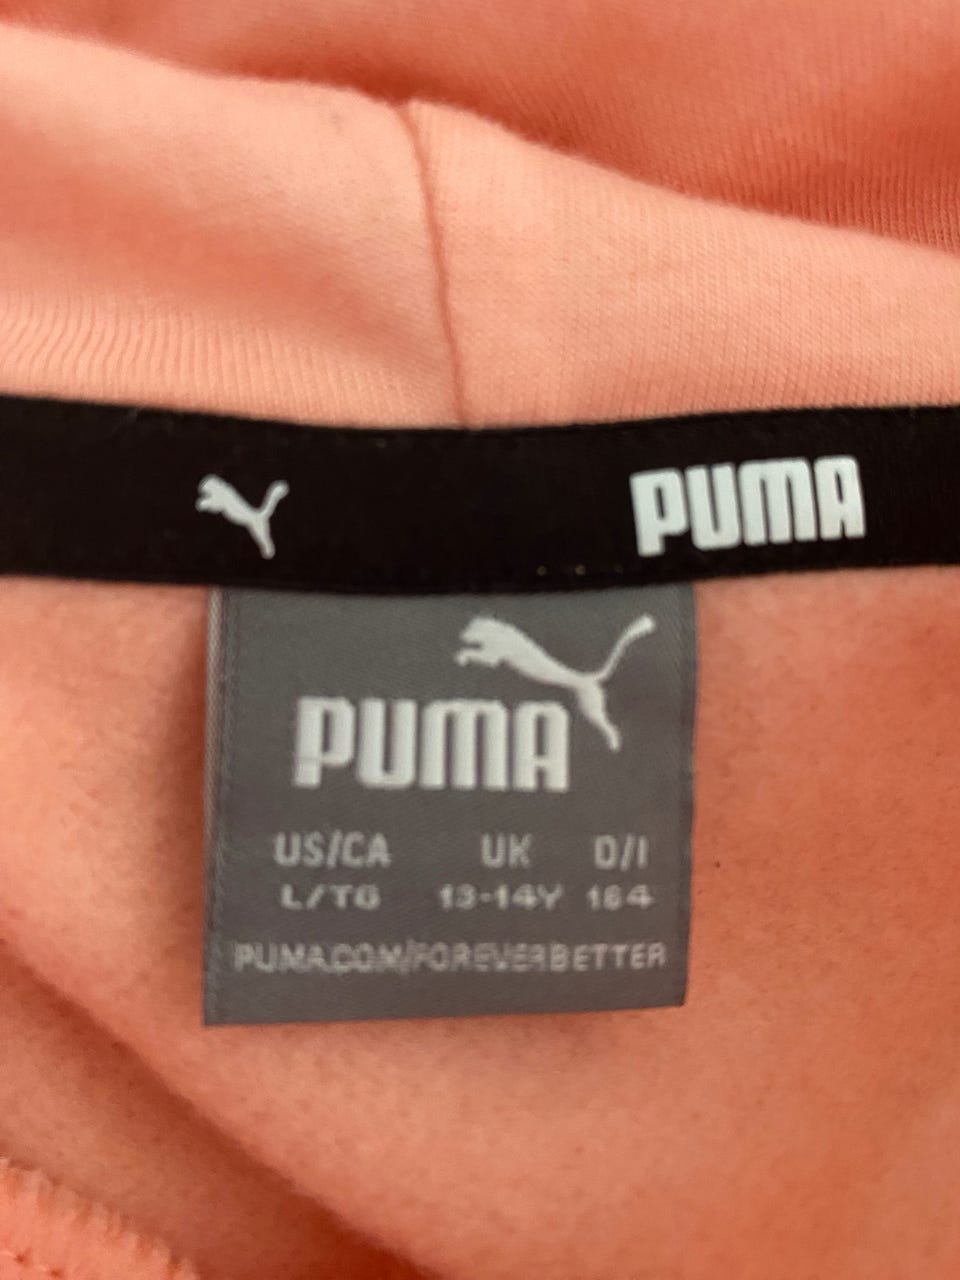 PUMA
PUMA
US/CA UK D/I
L/TG 13-14Y 164
PUMA.COM/FOREVERBETTER